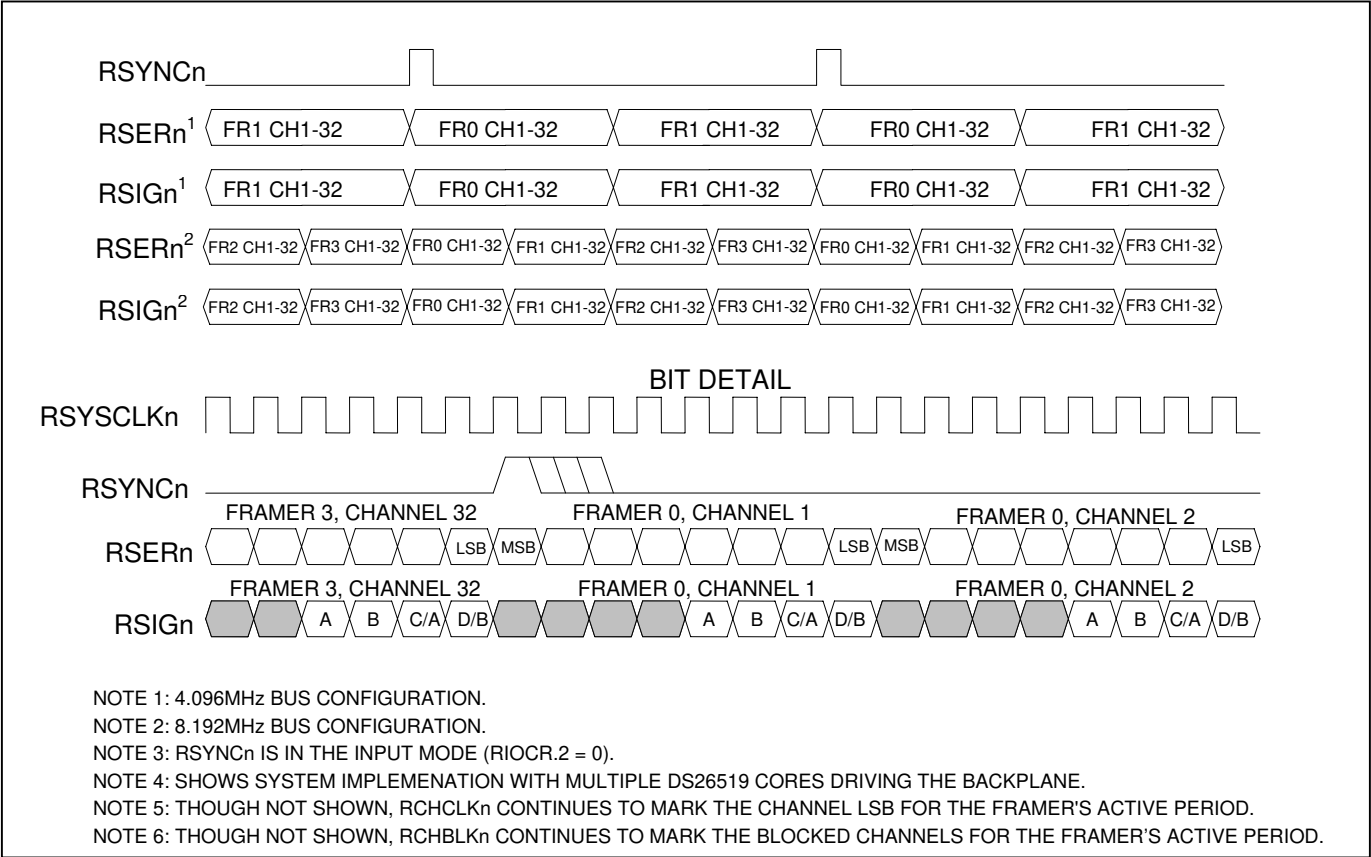 RSYNCn
RSERn1 FR1 CH1-32 FR0 CH1-32 FR1 CH1-32 FR0 CH1-32 FR1 CH1-32
RSIGn1 FR1 CH1-32 FR0 CH1-32 FR1 CH1-32 FR0 CH1-32 FR1 CH1-32
RSERn2 FR2 CH1-32 FR3 CH1-32 FR0 CH1-32 FR1 CH1-32 FR2 CH1-32 FR3 CH1-32 FR0 CH1-32 FR1 CH1-32 FR2 CH1-32 FR3 CH1-32
RSIGn2 FR2 CH1-32 FR3 CH1-32 FR0 CH1-32 FR1 CH1-32 FR2 CH1-32 FR3 CH1-32 FR0 CH1-32 FR1 CH1-32 FR2 CH1-32 FR3 CH1-32
BIT DETAIL
RSYSCLKn
RSYNCn
FRAMER 3, CHANNEL 32 FRAMER 0, CHANNEL 1 FRAMER 0, CHANNEL 2
RSERn LSB MSB LSB MSB LSB
FRAMER 3, CHANNEL 32 FRAMER 0, CHANNEL 1 FRAMER 0, CHANNEL 2
RSIGn A B C/A D/B A B C/A D/B A B C/A D/B
NOTE 1: 4.096MHz BUS CONFIGURATION.
NOTE 2: 8.192MHz BUS CONFIGURATION.
NOTE 3: RSYNCn IS IN THE INPUT MODE (RIOCR.2 = 0).
NOTE 4: SHOWS SYSTEM IMPLEMENATION WITH MULTIPLE DS26519 CORES DRIVING THE BACKPLANE.
NOTE 5: THOUGH NOT SHOWN, RCHCLKn CONTINUES TO MARK THE CHANNEL LSB FOR THE FRAMER'S ACTIVE PERIOD.
NOTE 6: THOUGH NOT SHOWN, RCHBLKn CONTINUES TO MARK THE BLOCKED CHANNELS FOR THE FRAMER'S ACTIVE PERIOD.